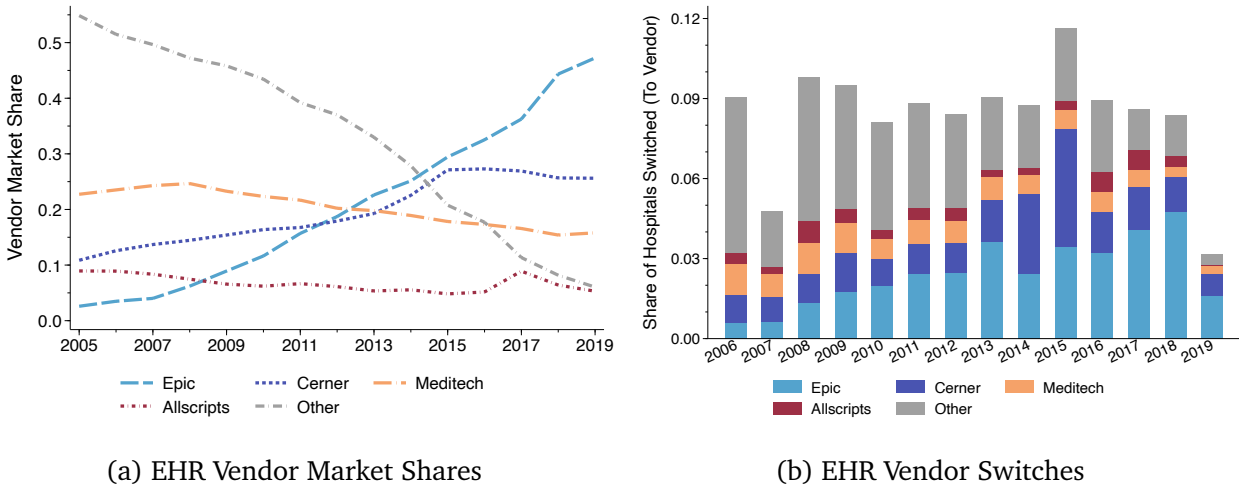 Vendor Market Share
0.5
0.4
0.3
0.2
0.1
0.0
2005 2007 2009 2011 2013 2015 2017 2019
Epic Cerner Meditech
Allscripts Other
(a) EHR Vendor Market Shares
Share of Hospitals Switched (To Vendor)
0.12
0.09
0.06
0.03
0.00
2006 2007 2008 2009 2010 2011 2012 2013 2014 2015 2016 2017 2018 2019
Epic Cerner Meditech
Allscripts Other
(b) EHR Vendor Switches